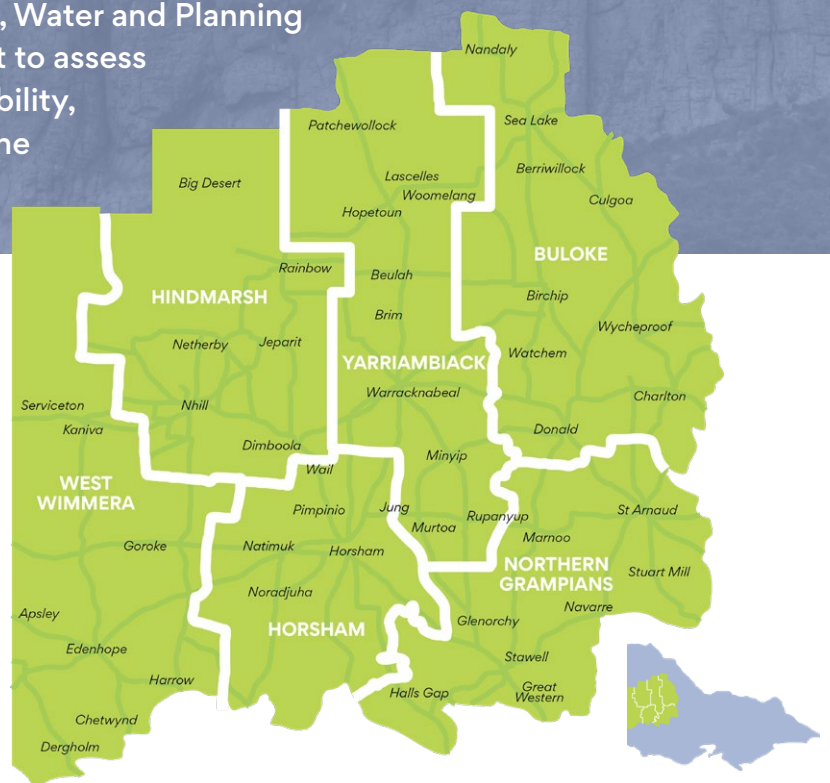 , Water and Planning
t to assess
bility,
ne
Nandaly
Patchewollock
Sea Lake
Big Desert
Lascelles
Berriwillock
Woomelang
Culgoa
Hopetoun
BULOKE
Rainbow
Beulah
HINDMARSH
Birchip
Brim
Wycheproof
Netherby
Jeparit
YARRIAMBIACK
Watchem
Warracknabeal
Charlton
Serviceton
Nhill
Kaniva
Donald
Dimboola
Minyip
Wail
WEST
WIMMERA
Pimpinio
Jung
Rupanyup
St Arnaud
Murtoa
Marnoo
Goroke
Natimuk
Horsham
NORTHERN
GRAMPIANS
Stuart Mill
Noradjuha
Navarre
Apsley
HORSHAM
Glenorchy
Edenhope
Stawell
Harrow
Halls Gap
Great
Western
Chetwynd
Dergholm